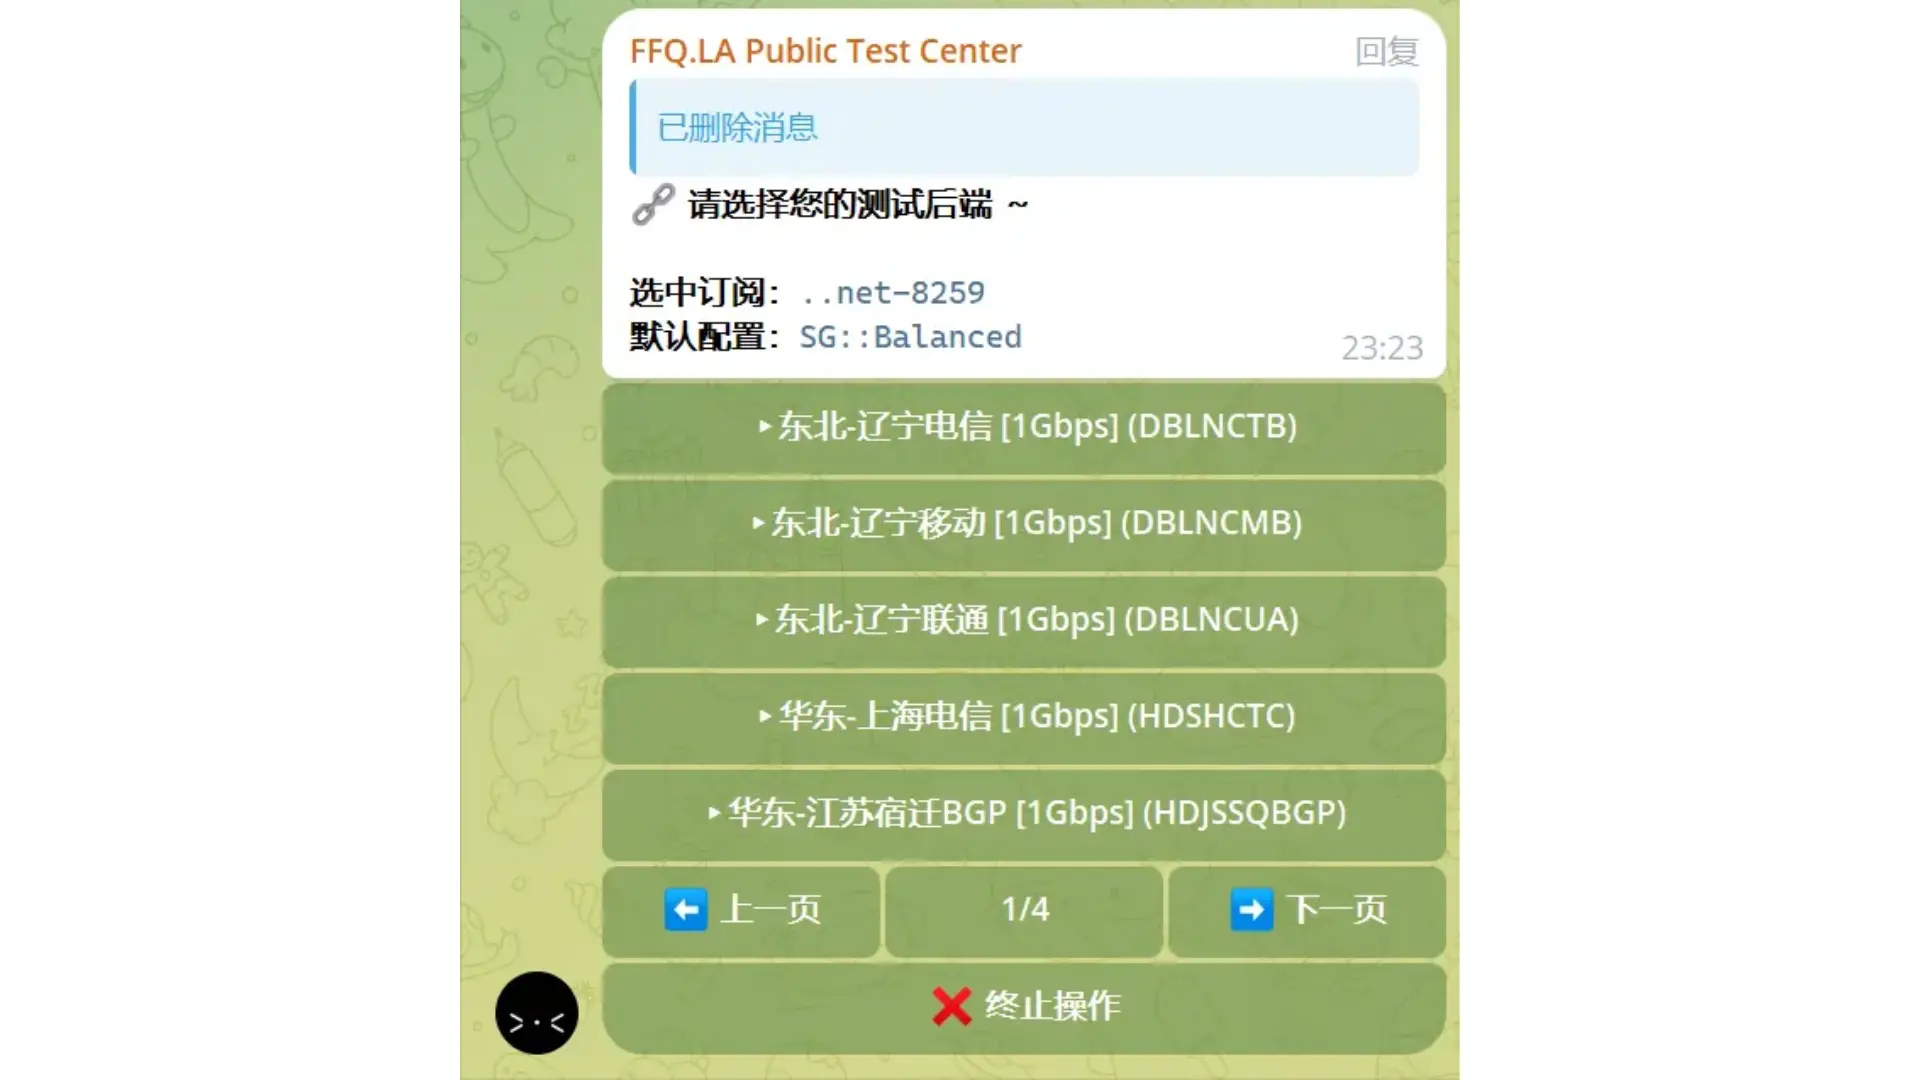 FFQ.LA Public Test Center 回复
已删除消息
🔗 请选择您的测试后端 ~
选中订阅：..net-8259
默认配置：SG::Balanced
23:23
▸东北-辽宁电信 [1Gbps] (DBLNCTB)
▸东北-辽宁移动 [1Gbps] (DBLNCMB)
▸东北-辽宁联通 [1Gbps] (DBLNCUA)
▸华东-上海电信 [1Gbps] (HDSHCTC)
▸华东-江苏宿迁BGP [1Gbps] (HDJSSQBGP)
⬅️ 上一页 1/4 ➡️ 下一页
❌ 终止操作
>·<